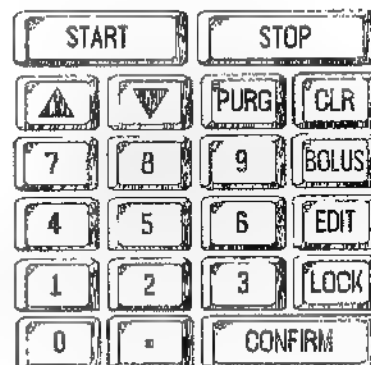 START STOP
▲ ▼ PURG CLR
7 8 9 BOLUS
4 5 6 EDIT
1 2 3 LOCK
0 . CONFIRM